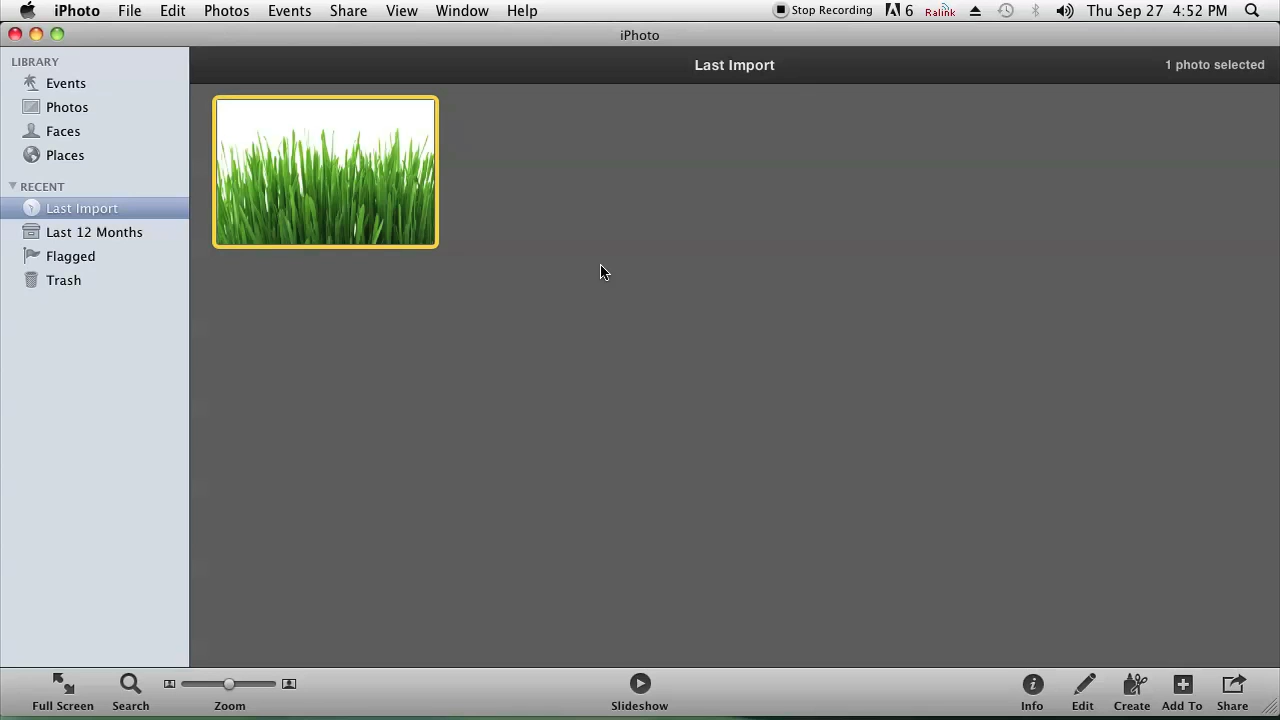 iPhoto File Edit Photos Events Share View Window Help Stop Recording 6 Ralink Thu Sep 27 4:52 PM
iPhoto
LIBRARY
Events
Photos
Faces
Places
RECENT
Last Import
Last 12 Months
Flagged
Trash
Last Import
1 photo selected
Full Screen Search Zoom Slideshow Info Edit Create Add To Share